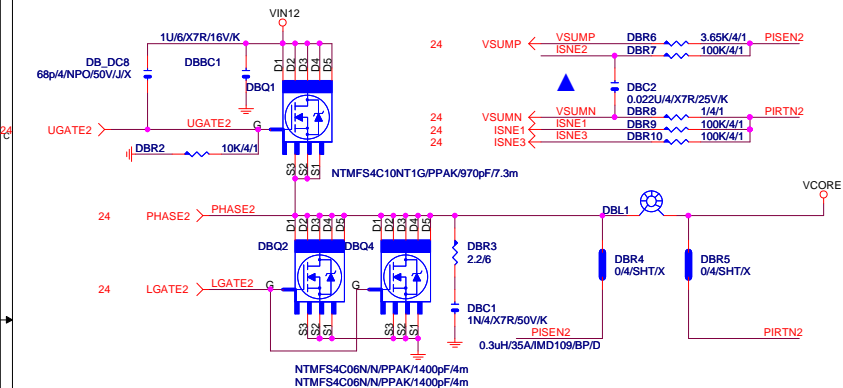 VIN12
1U/6/X7R/16V/K
DB_DC8
68p/4/NPO/50V/J/X
DBBC1
DBQ1
D1 D2 D3 D4 D5
24
UGATE2
UGATE2
G
DBR2
10K/4/1
S3 S2 S1
NTMFS4C10NT1G/PPAK/970pF/7.3m
24 VSUMP VSUMP DBR6 3.65K/4/1 PISEN2
ISNE2 DBR7 100K/4/1
DBC2
0.022U/4/X7R/25V/K
24 VSUMN VSUMN DBR8 1/4/1 PIRTN2
24 ISNE1 ISNE1 DBR9 100K/4/1
24 ISNE3 ISNE3 DBR10 100K/4/1
VCORE
24 PHASE2 PHASE2
DBL1
D1 D2 D3 D4 D5
D1 D2 D3 D4 D5
DBQ2
DBQ4
DBR3
2.2/6
DBR4
0/4/SHT/X
DBR5
0/4/SHT/X
24 LGATE2 LGATE2
G
G
DBC1
1N/4/X7R/50V/K
S3 S2 S1
S3 S2 S1
PISEN2
PIRTN2
0.3uH/35A/IMD109/BP/D
NTMFS4C06N/N/PPAK/1400pF/4m
NTMFS4C06N/N/PPAK/1400pF/4m